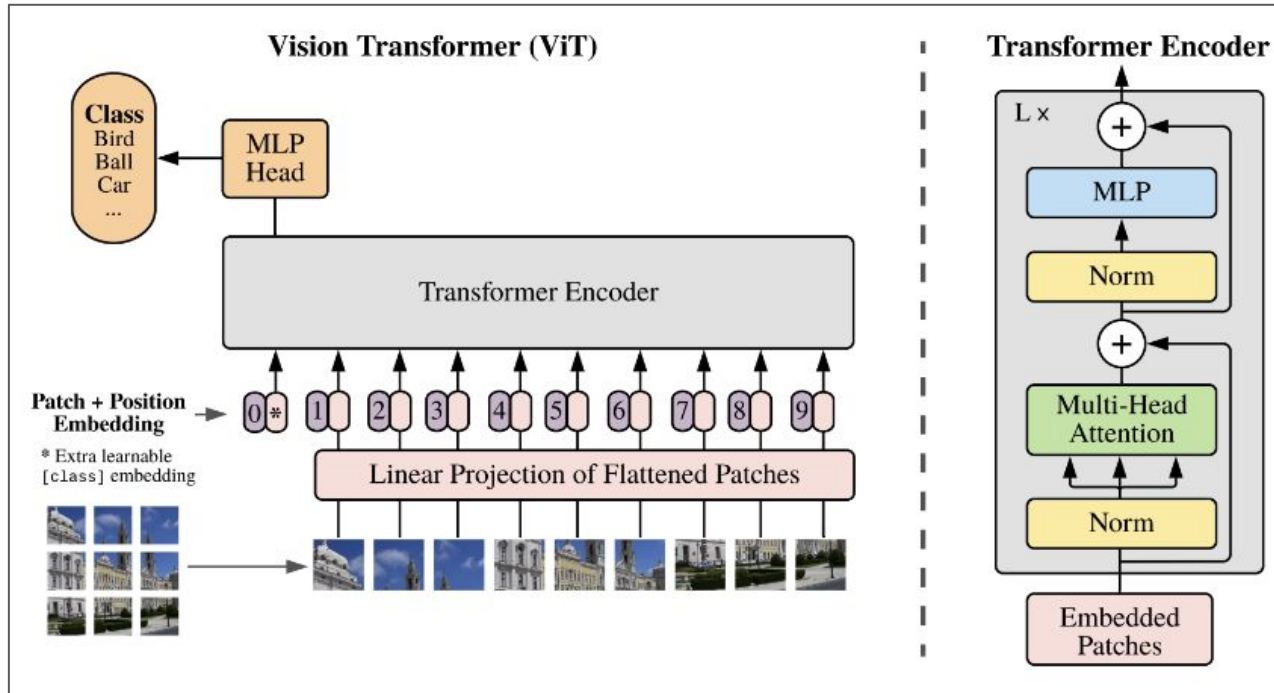 Vision Transformer (ViT)
Class
Bird
Ball
Car
...
MLP
Head
Transformer Encoder
Patch + Position
Embedding
* Extra learnable
[class] embedding
0 * 1 2 3 4 5 6 7 8 9
Linear Projection of Flattened Patches
Transformer Encoder
L ×
+
MLP
Norm
+
Multi-Head
Attention
Norm
Embedded
Patches